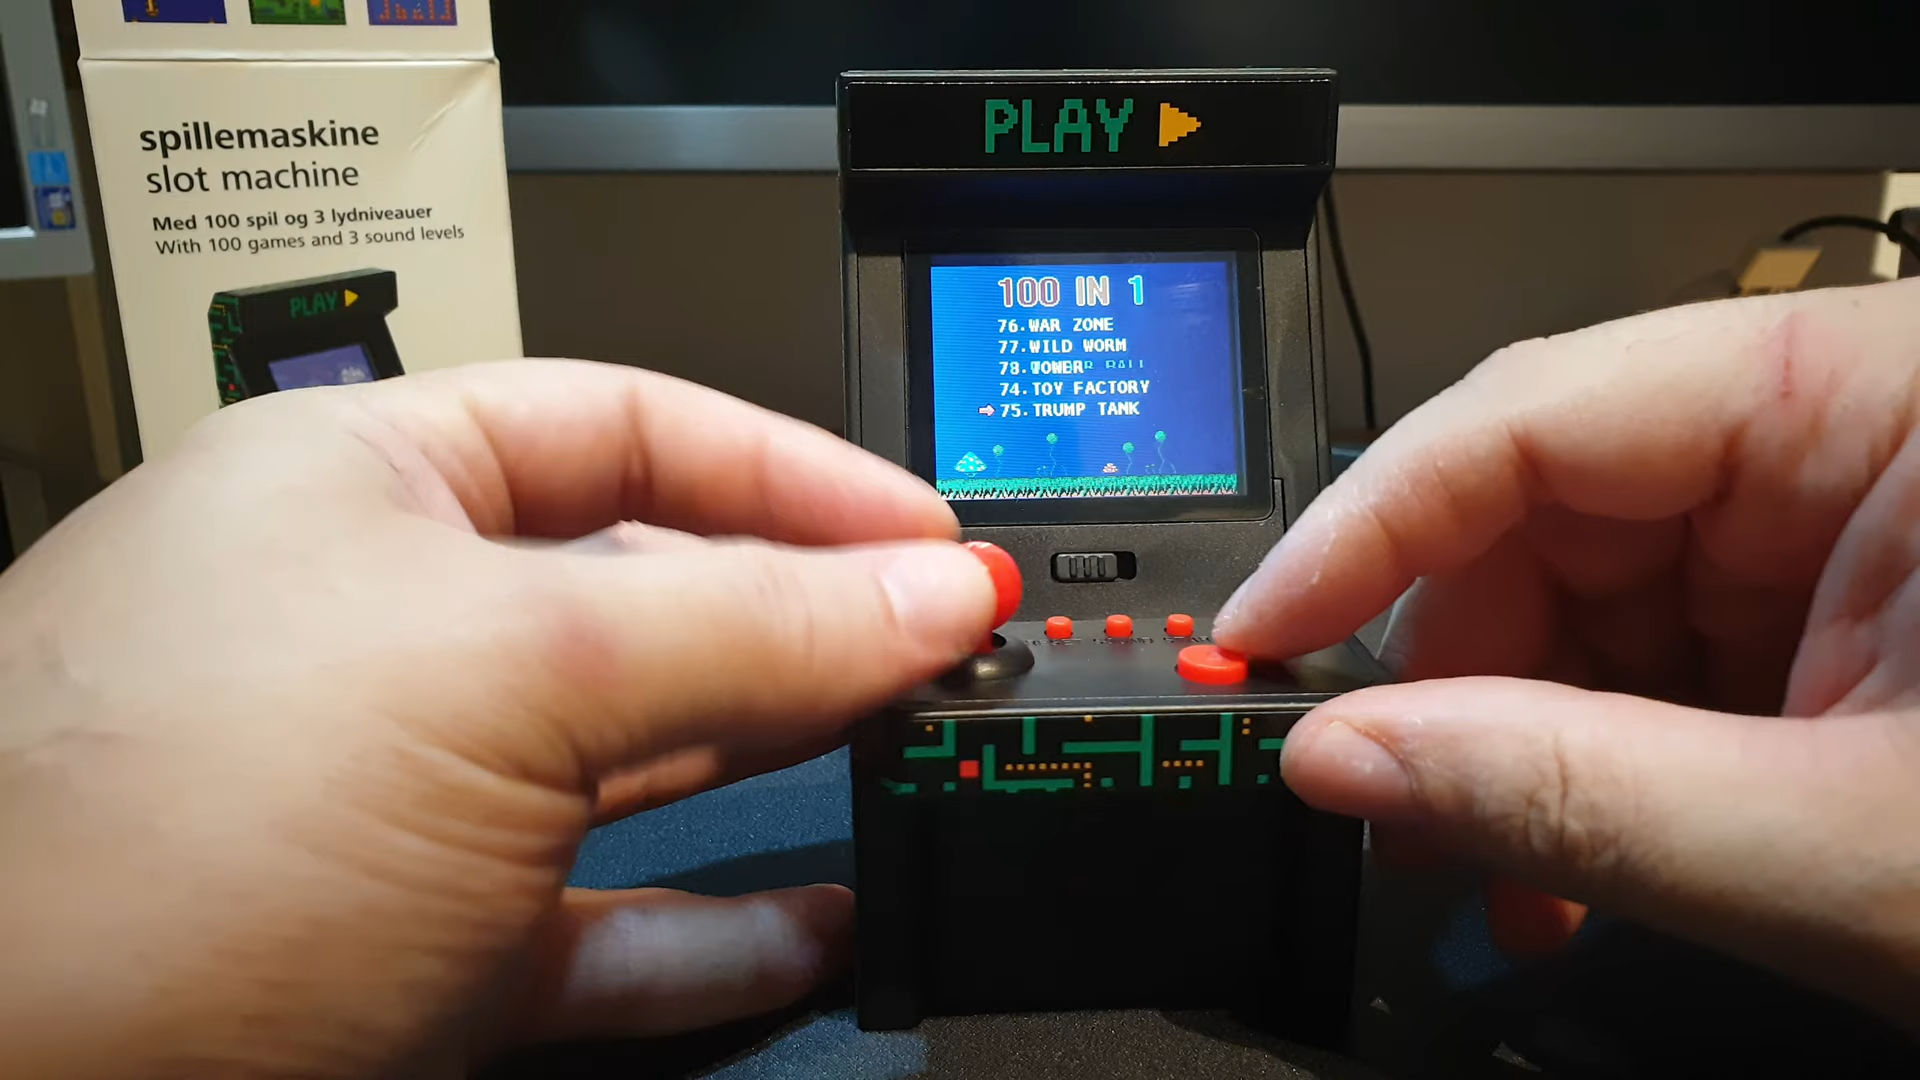 spillemaskine
slot machine
Med 100 spil og 3 lydniveauer
With 100 games and 3 sound levels
PLAY
PLAY
100 IN 1
76.WAR ZONE
77.WILD WORM
78.
74.TOY FACTORY
75.TRUMP TANK